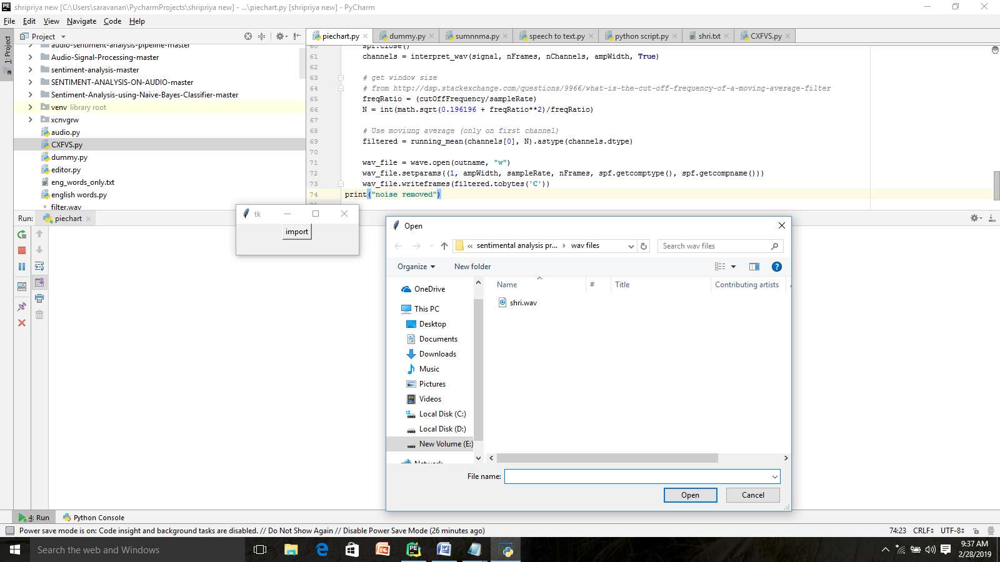 shripriya new [C:\Users\saravanan\PycharmProjects\shripriya new] - ...\piechart.py [shripriya new] - PyCharm
File Edit View Navigate Code Help
Project
piechart.py dummy.py sumnnma.py speech to text.py python script.py shri.txt CXFVS.py
1: Project
audio-sentiment-analysis-pipeline-master
Audio-Signal-Processing-master
sentiment-analysis-master
SENTIMENT-ANALYSIS-ON-AUDIO-master
Sentiment-Analysis-using-Naive-Bayes-Classifier-master
venv library root
xcnvgrw
audio.py
CXFVS.py
dummy.py
editor.py
eng_words_only.txt
english words.py
filter.wav
60 spf.close()
61 channels = interpret_wav(signal, nFrames, nChannels, ampWidth, True)
62
63 # get window size
64 # from http://dsp.stackexchange.com/questions/9966/what-is-the-cut-off-frequency-of-a-moving-average-filter
65 freqRatio = (cutOffFrequency/sampleRate)
66 N = int(math.sqrt(0.196196 + freqRatio**2)/freqRatio)
67
68 # Use moviung average (only on first channel)
69 filtered = running_mean(channels[0], N).astype(channels.dtype)
70
71 wav_file = wave.open(outname, "w")
72 wav_file.setparams((1, ampWidth, sampleRate, nFrames, spf.getcomptype(), spf.getcompname()))
73 wav_file.writeframes(filtered.tobytes('C'))
74 print("noise removed")
Run: piechart
tk
import
Open
« sentimental analysis pr... › wav files
Search wav files
Organize New folder
Name # Title Contributing artists
shri.wav
OneDrive
This PC
Desktop
Documents
Downloads
Music
Pictures
Videos
Local Disk (C:)
Local Disk (D:)
New Volume (E:)
Network
File name:
Open Cancel
4: Run Python Console
Power save mode is on: Code insight and background tasks are disabled. // Do Not Show Again // Disable Power Save Mode (26 minutes ago)
74:23 CRLF UTF-8
Search the web and Windows
9:37 AM
2/28/2019